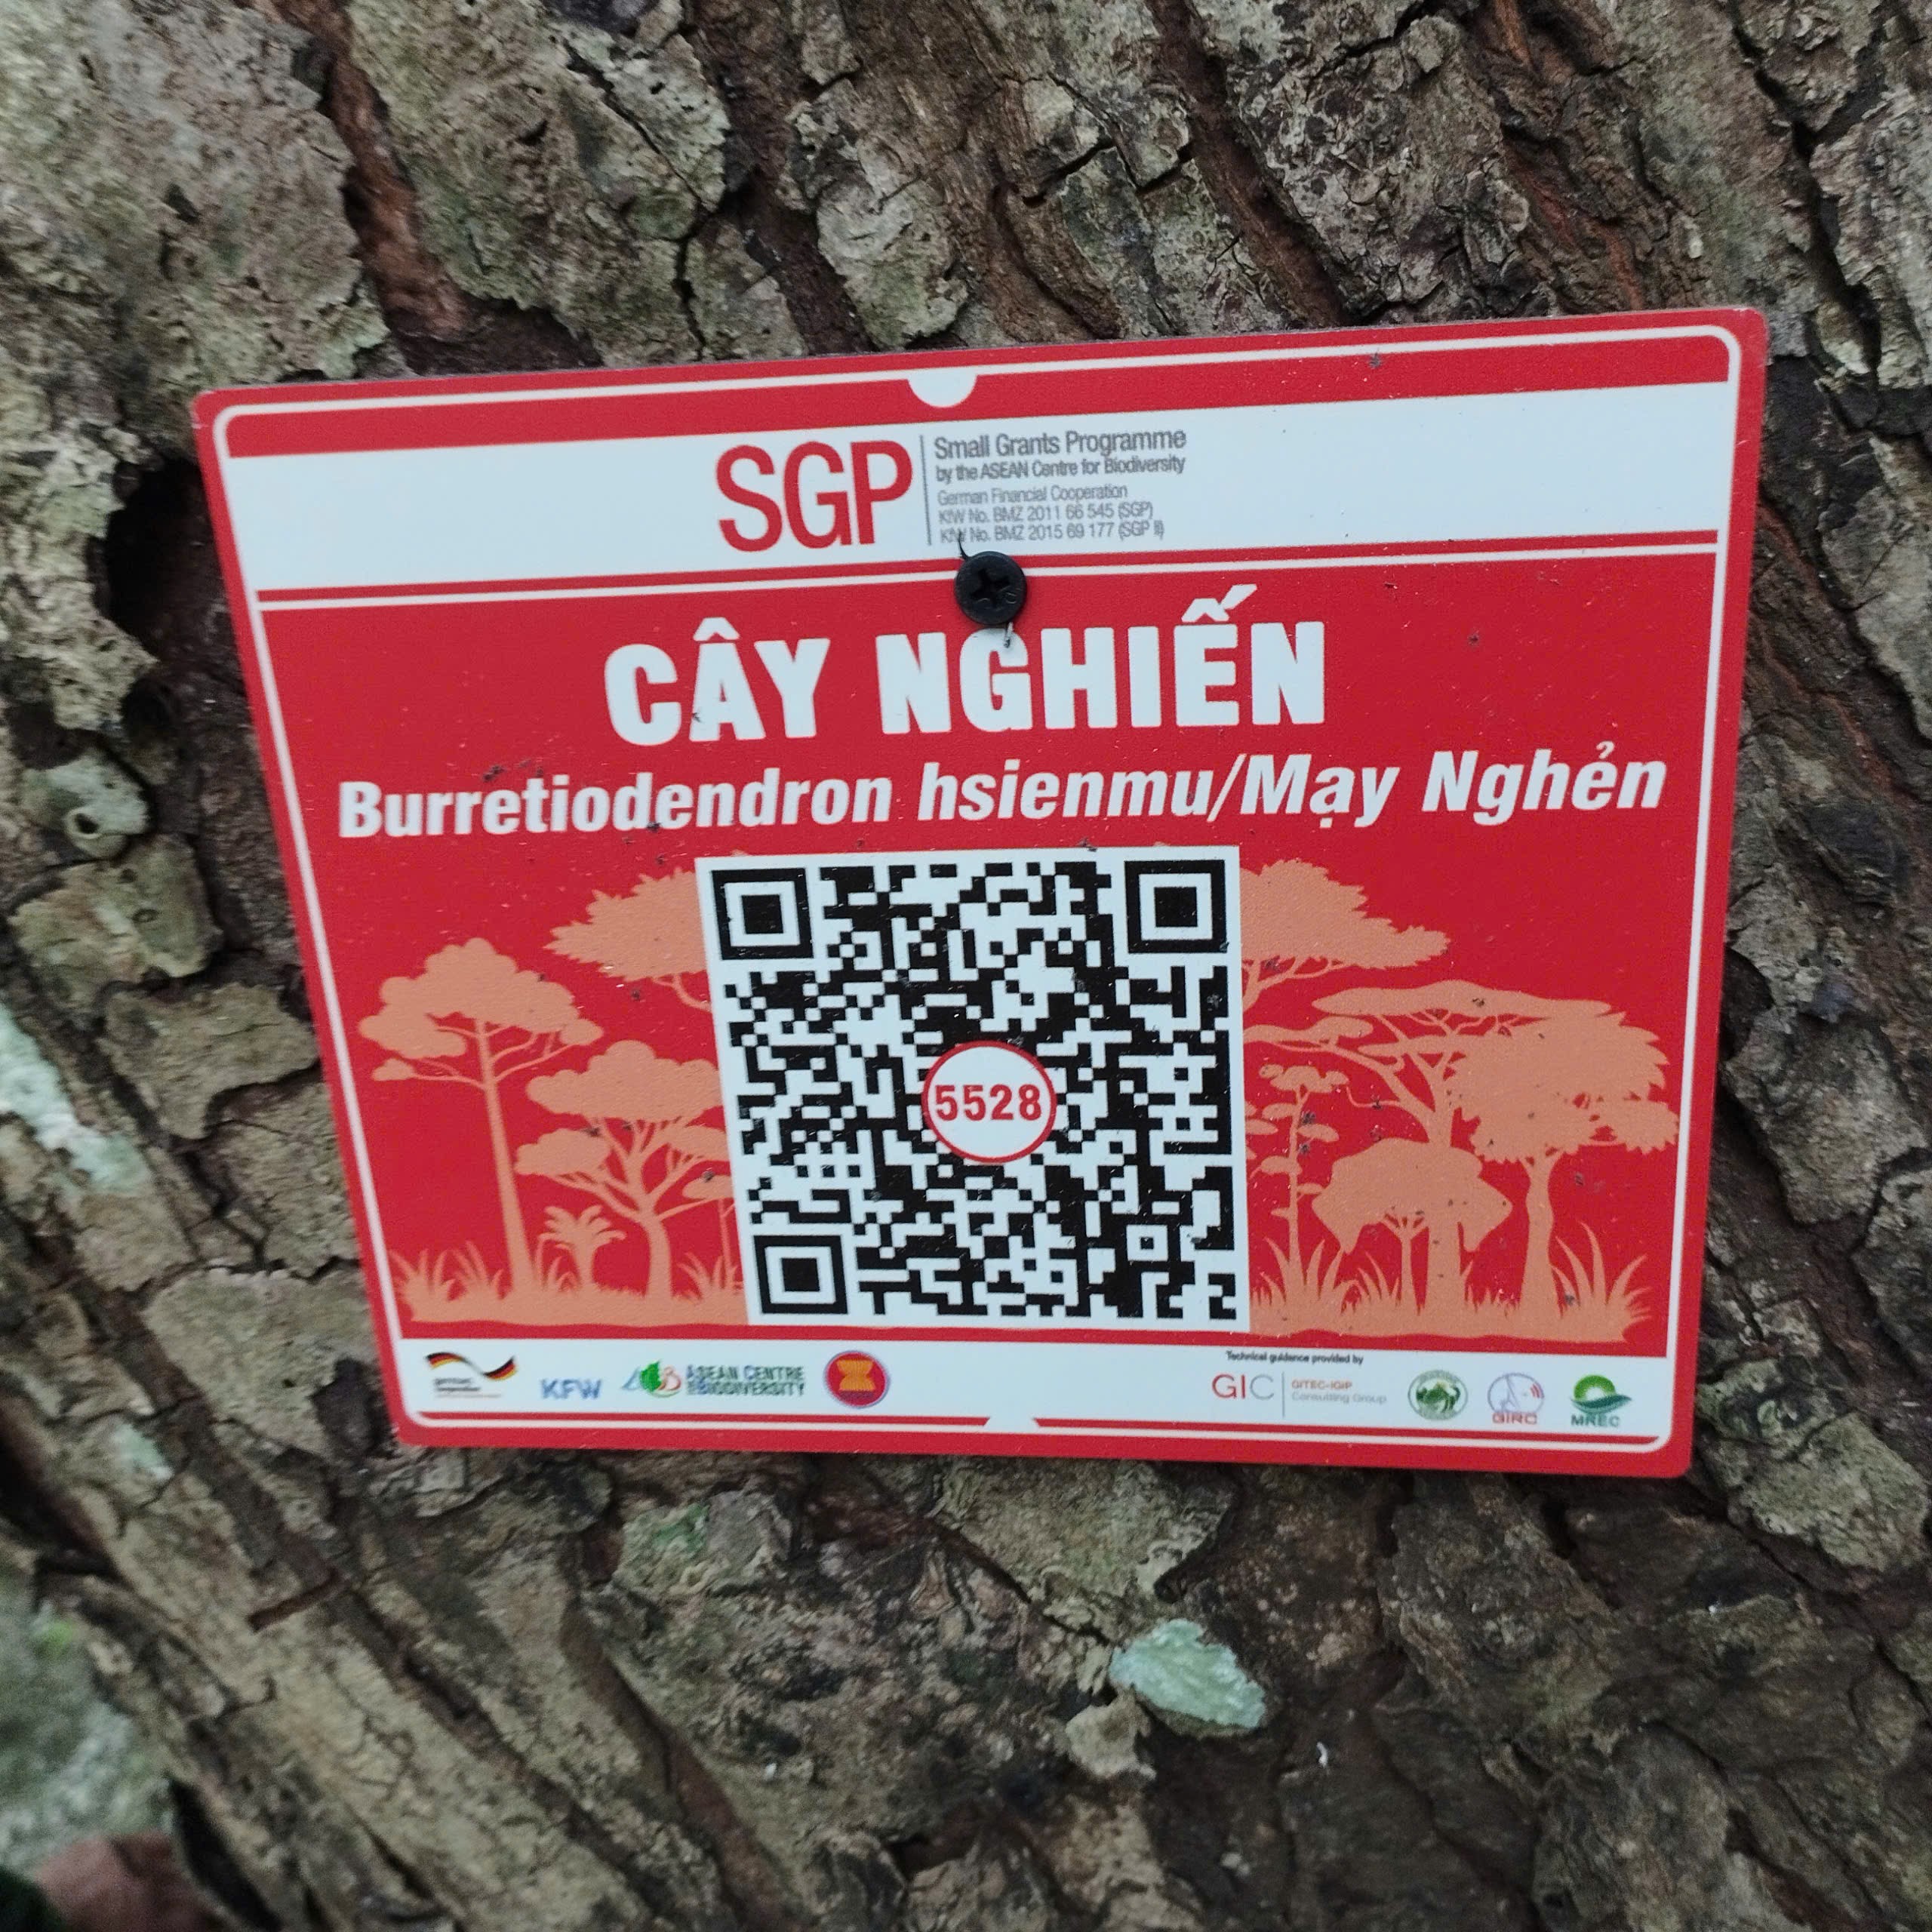 SGP
Small Grants Programme
by the ASEAN Centre for Biodiversity
German Financial Cooperation
KfW No. BMZ 2011 66 545 (SGP)
KfW No. BMZ 2015 69 177 (SGP II)
CÂY NGHIẾN
Burretiodendron hsienmu/Mạy Nghẻn
5528
KFW
ASEAN CENTRE
BIODIVERSITY
Technical guidance provided by
GIC
GITEC-IGIP
Consulting Group
GIRC
MREC